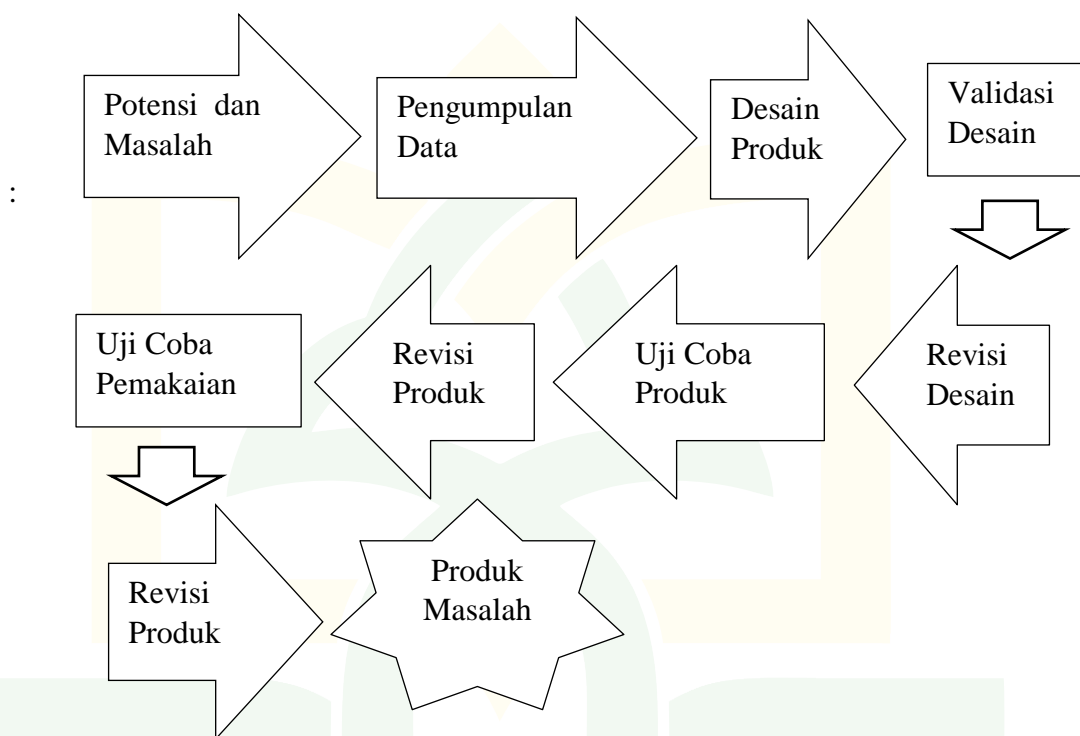 Potensi dan
Masalah
Pengumpulan
Data
Desain
Produk
Validasi
Desain
:
Revisi
Desain
Uji Coba
Produk
Revisi
Produk
Uji Coba
Pemakaian
Revisi
Produk
Produk
Masalah